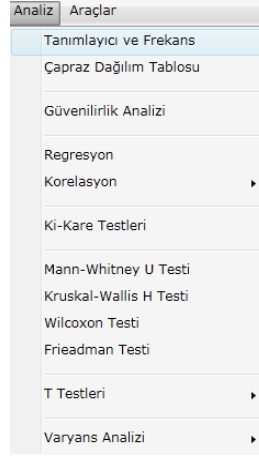 Analiz Araçlar
Tanımlayıcı ve Frekans
Çapraz Dağılım Tablosu
Güvenilirlik Analizi
Regresyon
Korelasyon
Ki-Kare Testleri
Mann-Whitney U Testi
Kruskal-Wallis H Testi
Wilcoxon Testi
Frieadman Testi
T Testleri
Varyans Analizi